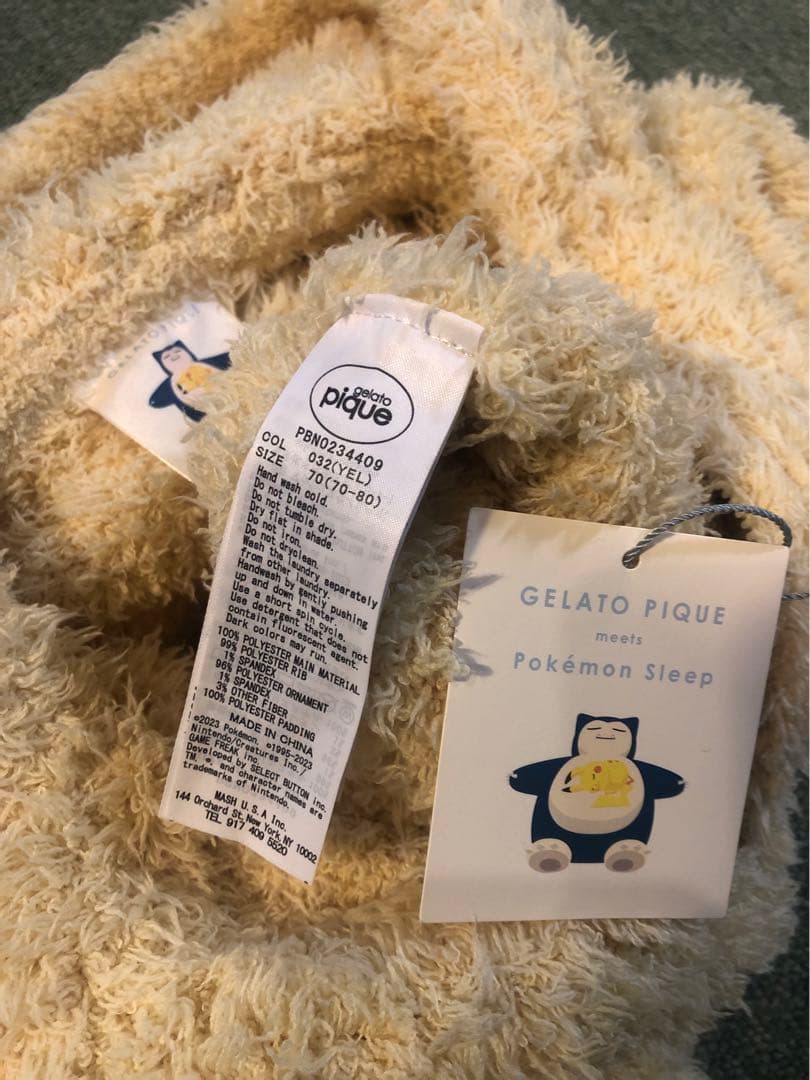 gelato
pique
PBN0234409
COL 032(YEL)
SIZE 70(70-80)
Hand wash cold.
Do not bleach.
Do not tumble dry.
Dry flat in shade.
Do not iron.
Do not dryclean.
Wash the laundry separately
from other laundry.
Handwash by gently pushing
up and down in water.
Use a short spin cycle.
Use detergent that does not
contain fluorescent agent.
Dark colors may run.
100% POLYESTER MAIN MATERIAL
99% POLYESTER RIB
1% SPANDEX
96% POLYESTER ORNAMENT
1% SPANDEX
3% OTHER FIBER
100% POLYESTER PADDING
MADE IN CHINA
©2023 Pokémon. ©1995-2023
Nintendo/Creatures Inc./
GAME FREAK inc.
Developed by SELECT BUTTON inc.
TM, ®, and character names are
trademarks of Nintendo.
MASH U.S.A Inc.
144 Orchard St, New York, NY 10002
TEL 917 409 5520
GELATO PIQUE
meets
Pokémon Sleep